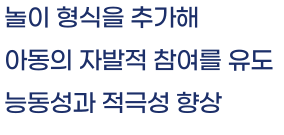 놀이 형식을 추가해
아동의 자발적 참여를 유도
능동성과 적극성 향상